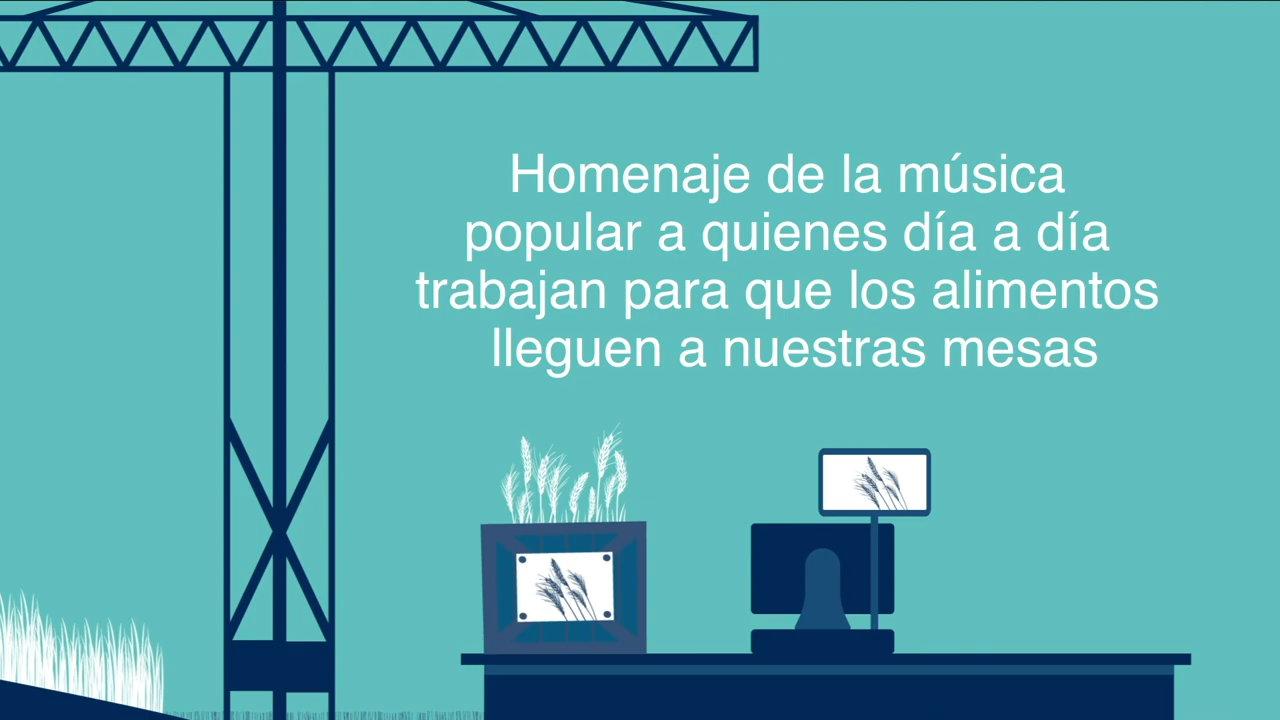 Homenaje de la música
popular a quienes día a día
trabajan para que los alimentos
lleguen a nuestras mesas